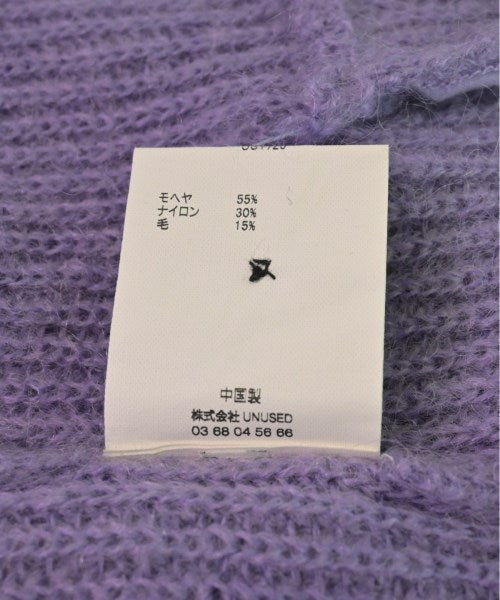 モヘヤ 55%
ナイロン 30%
毛 15%
中国製
株式会社 UNUSED
03 68 04 56 66